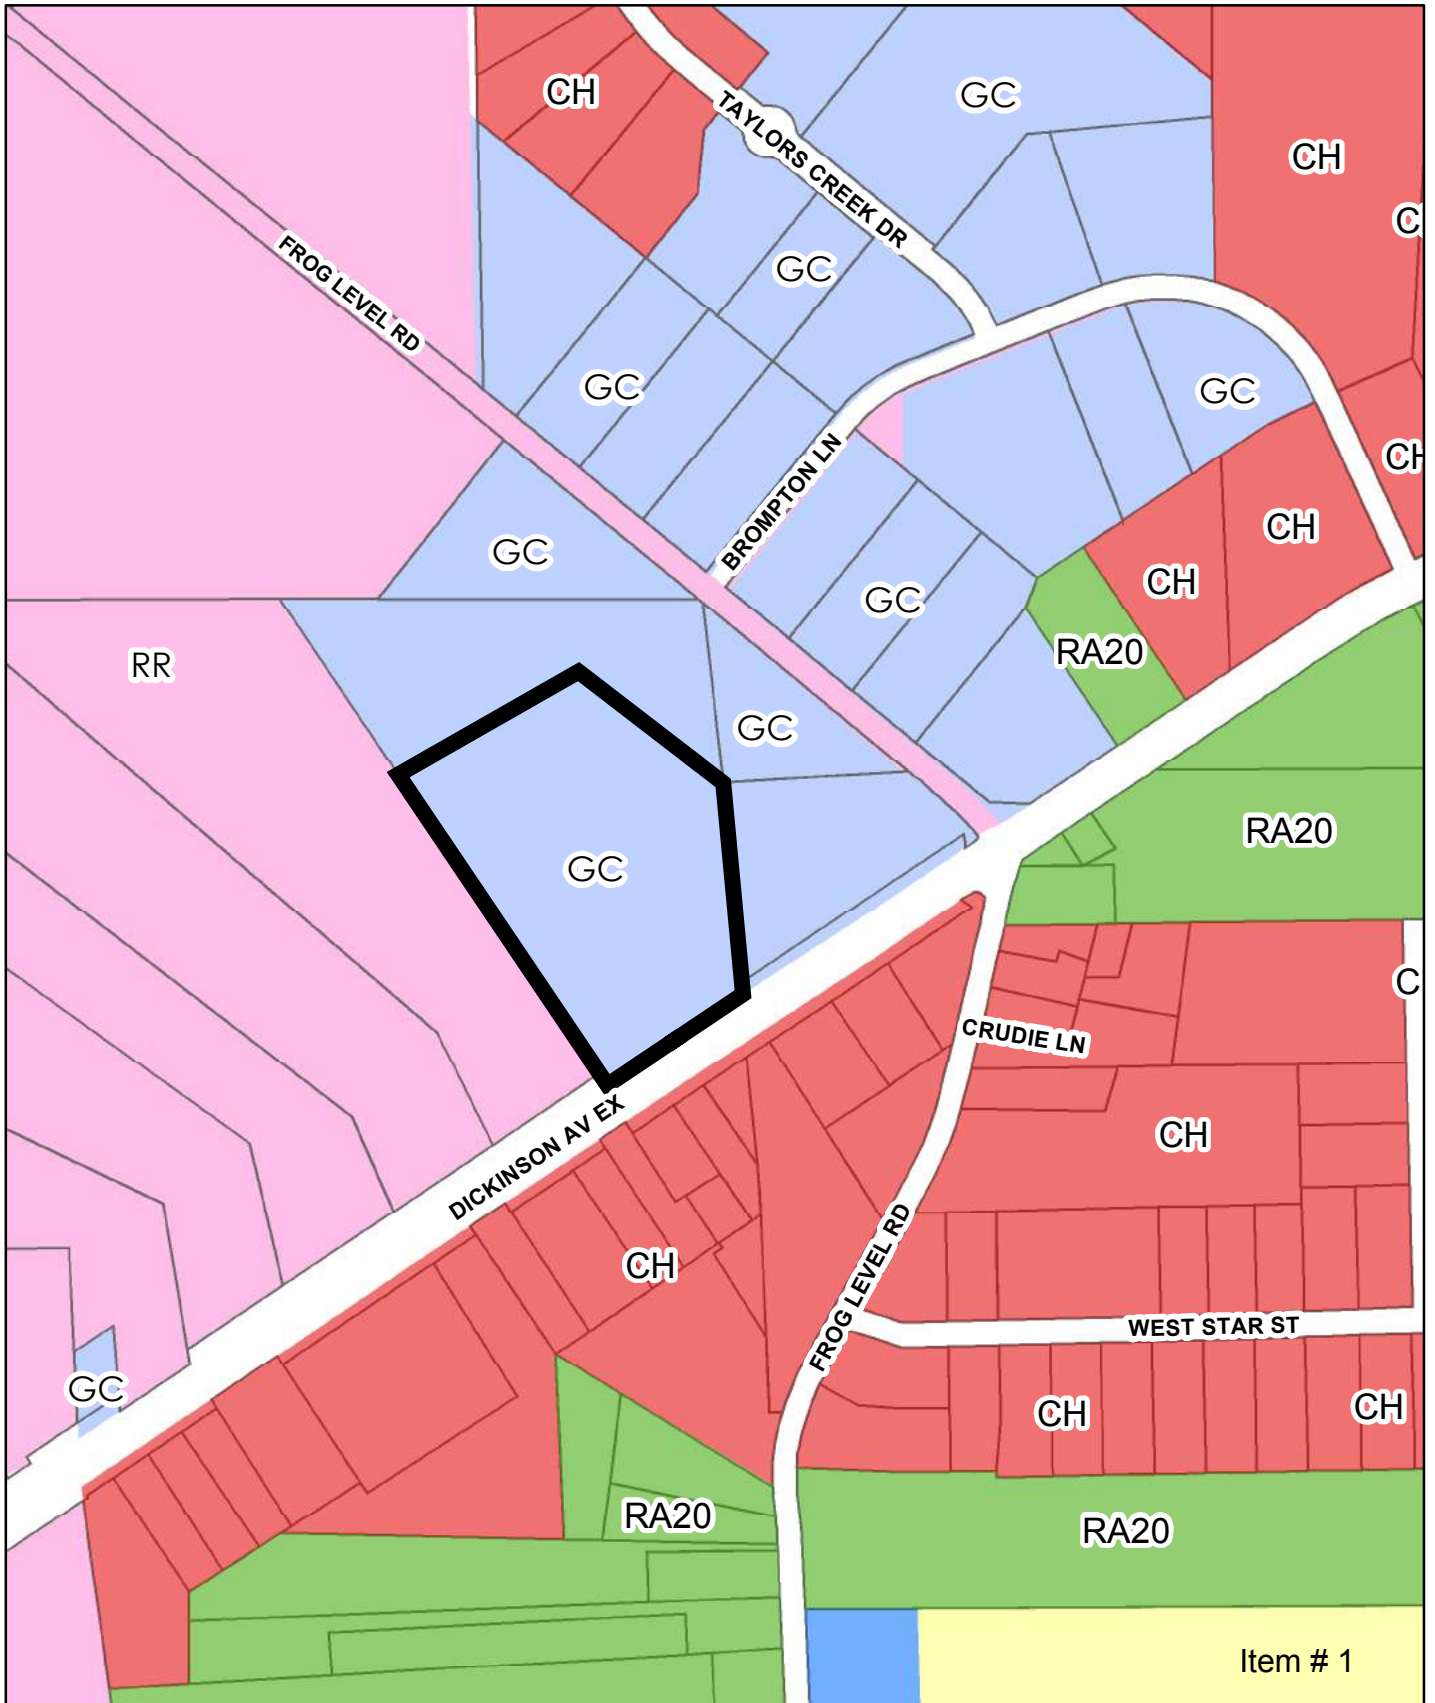 CH
GC
TAYLORS CREEK DR
CH
C
FROG LEVEL RD
GC
GC
GC
BROMPTON LN
CH
CH
GC
CH
GC
RA20
RR
GC
RA20
GC
C
CRUDIE LN
DICKINSON AV EX
CH
CH
FROG LEVEL RD
WEST STAR ST
GC
CH
CH
RA20
RA20
Item # 1